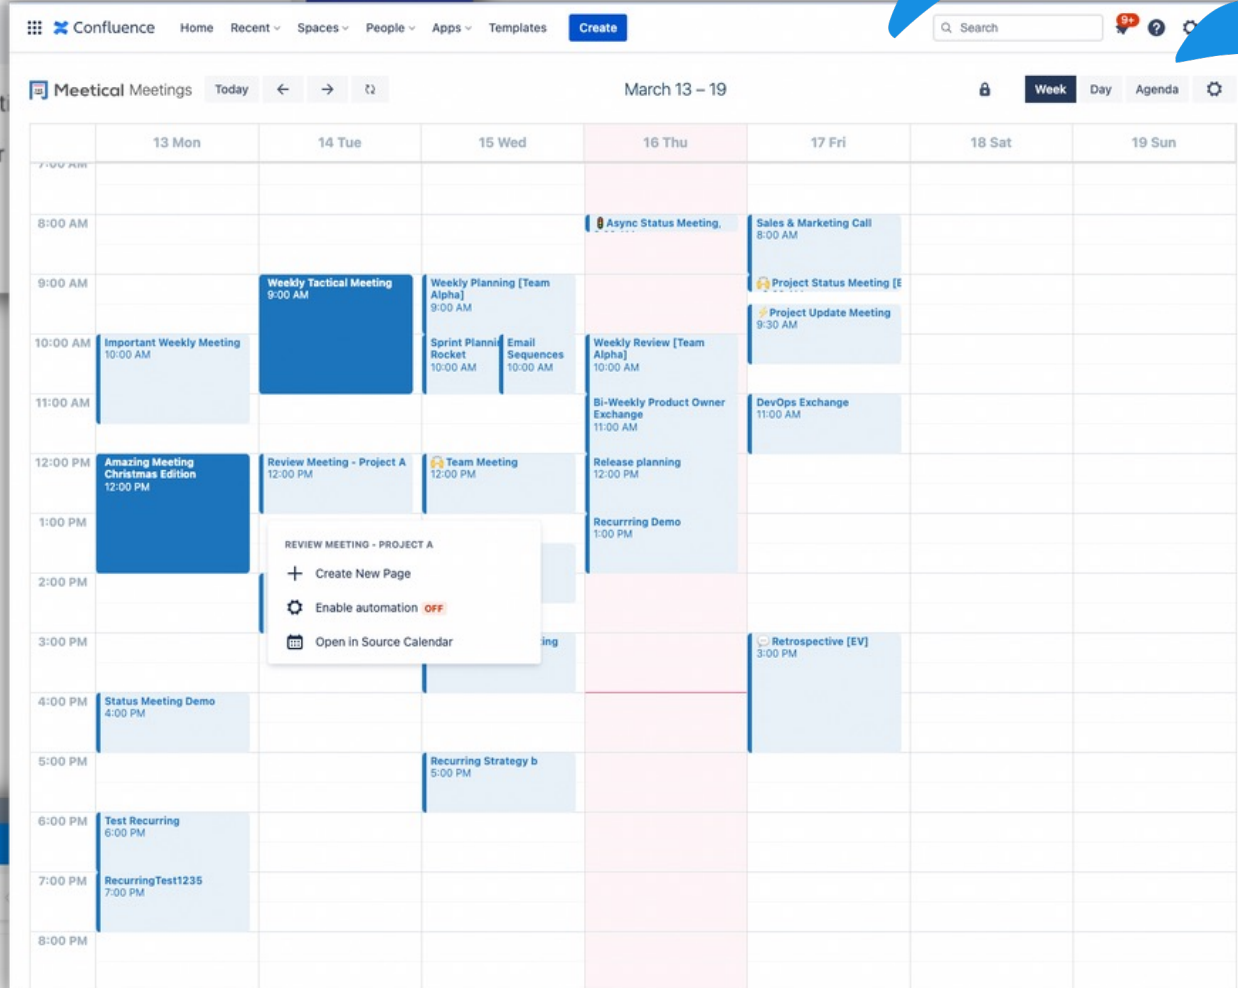 Confluence Home Recent Spaces People Apps Templates Create Search 9+
Meetical Meetings Today March 13 – 19 Week Day Agenda
13 Mon 14 Tue 15 Wed 16 Thu 17 Fri 18 Sat 19 Sun
7:00 AM
8:00 AM
9:00 AM
10:00 AM
11:00 AM
12:00 PM
1:00 PM
2:00 PM
3:00 PM
4:00 PM
5:00 PM
6:00 PM
7:00 PM
8:00 PM
Important Weekly Meeting
10:00 AM
Amazing Meeting
Christmas Edition
12:00 PM
Status Meeting Demo
4:00 PM
Test Recurring
6:00 PM
RecurringTest1235
7:00 PM
Weekly Tactical Meeting
9:00 AM
Review Meeting - Project A
12:00 PM
REVIEW MEETING - PROJECT A
Create New Page
Enable automation OFF
Open in Source Calendar
Weekly Planning [Team
Alpha]
9:00 AM
Sprint Plannin
Rocket
10:00 AM
Email
Sequences
10:00 AM
Team Meeting
12:00 PM
ing
Recurring Strategy b
5:00 PM
Async Status Meeting,
Weekly Review [Team
Alpha]
10:00 AM
Bi-Weekly Product Owner
Exchange
11:00 AM
Release planning
12:00 PM
Recurrring Demo
1:00 PM
Sales & Marketing Call
8:00 AM
Project Status Meeting [E
Project Update Meeting
9:30 AM
DevOps Exchange
11:00 AM
Retrospective [EV]
3:00 PM